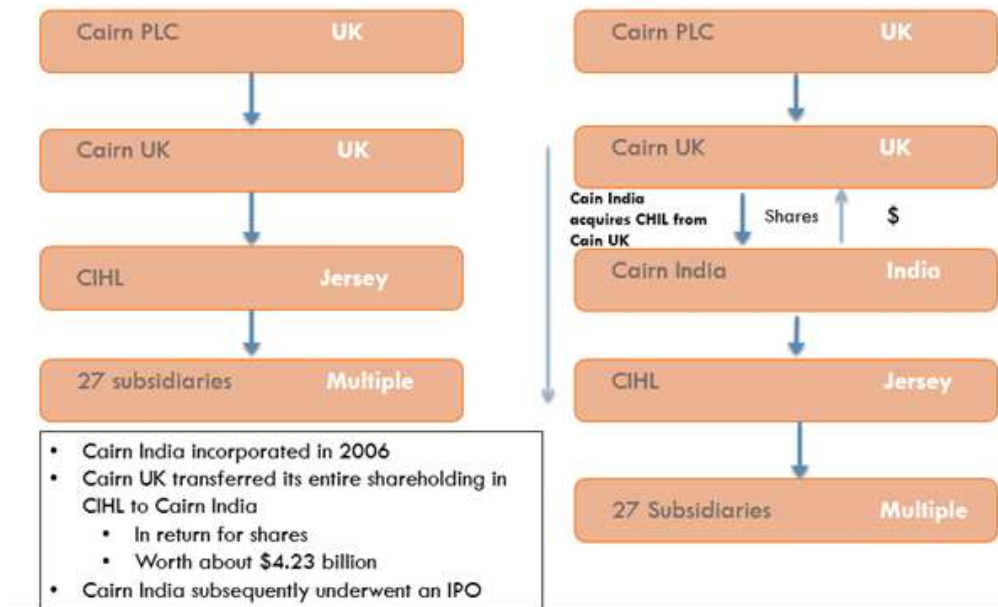 Cairn PLC UK
Cairn UK UK
CIHL Jersey
27 subsidiaries Multiple
• Cairn India incorporated in 2006
• Cairn UK transferred its entire shareholding in
CIHL to Cairn India
• In return for shares
• Worth about $4.23 billion
• Cairn India subsequently underwent an IPO
Cairn PLC UK
Cairn UK UK
Cain India
acquires CHIL from
Cain UK
Shares $
Cairn India India
CIHL Jersey
27 Subsidiaries Multiple